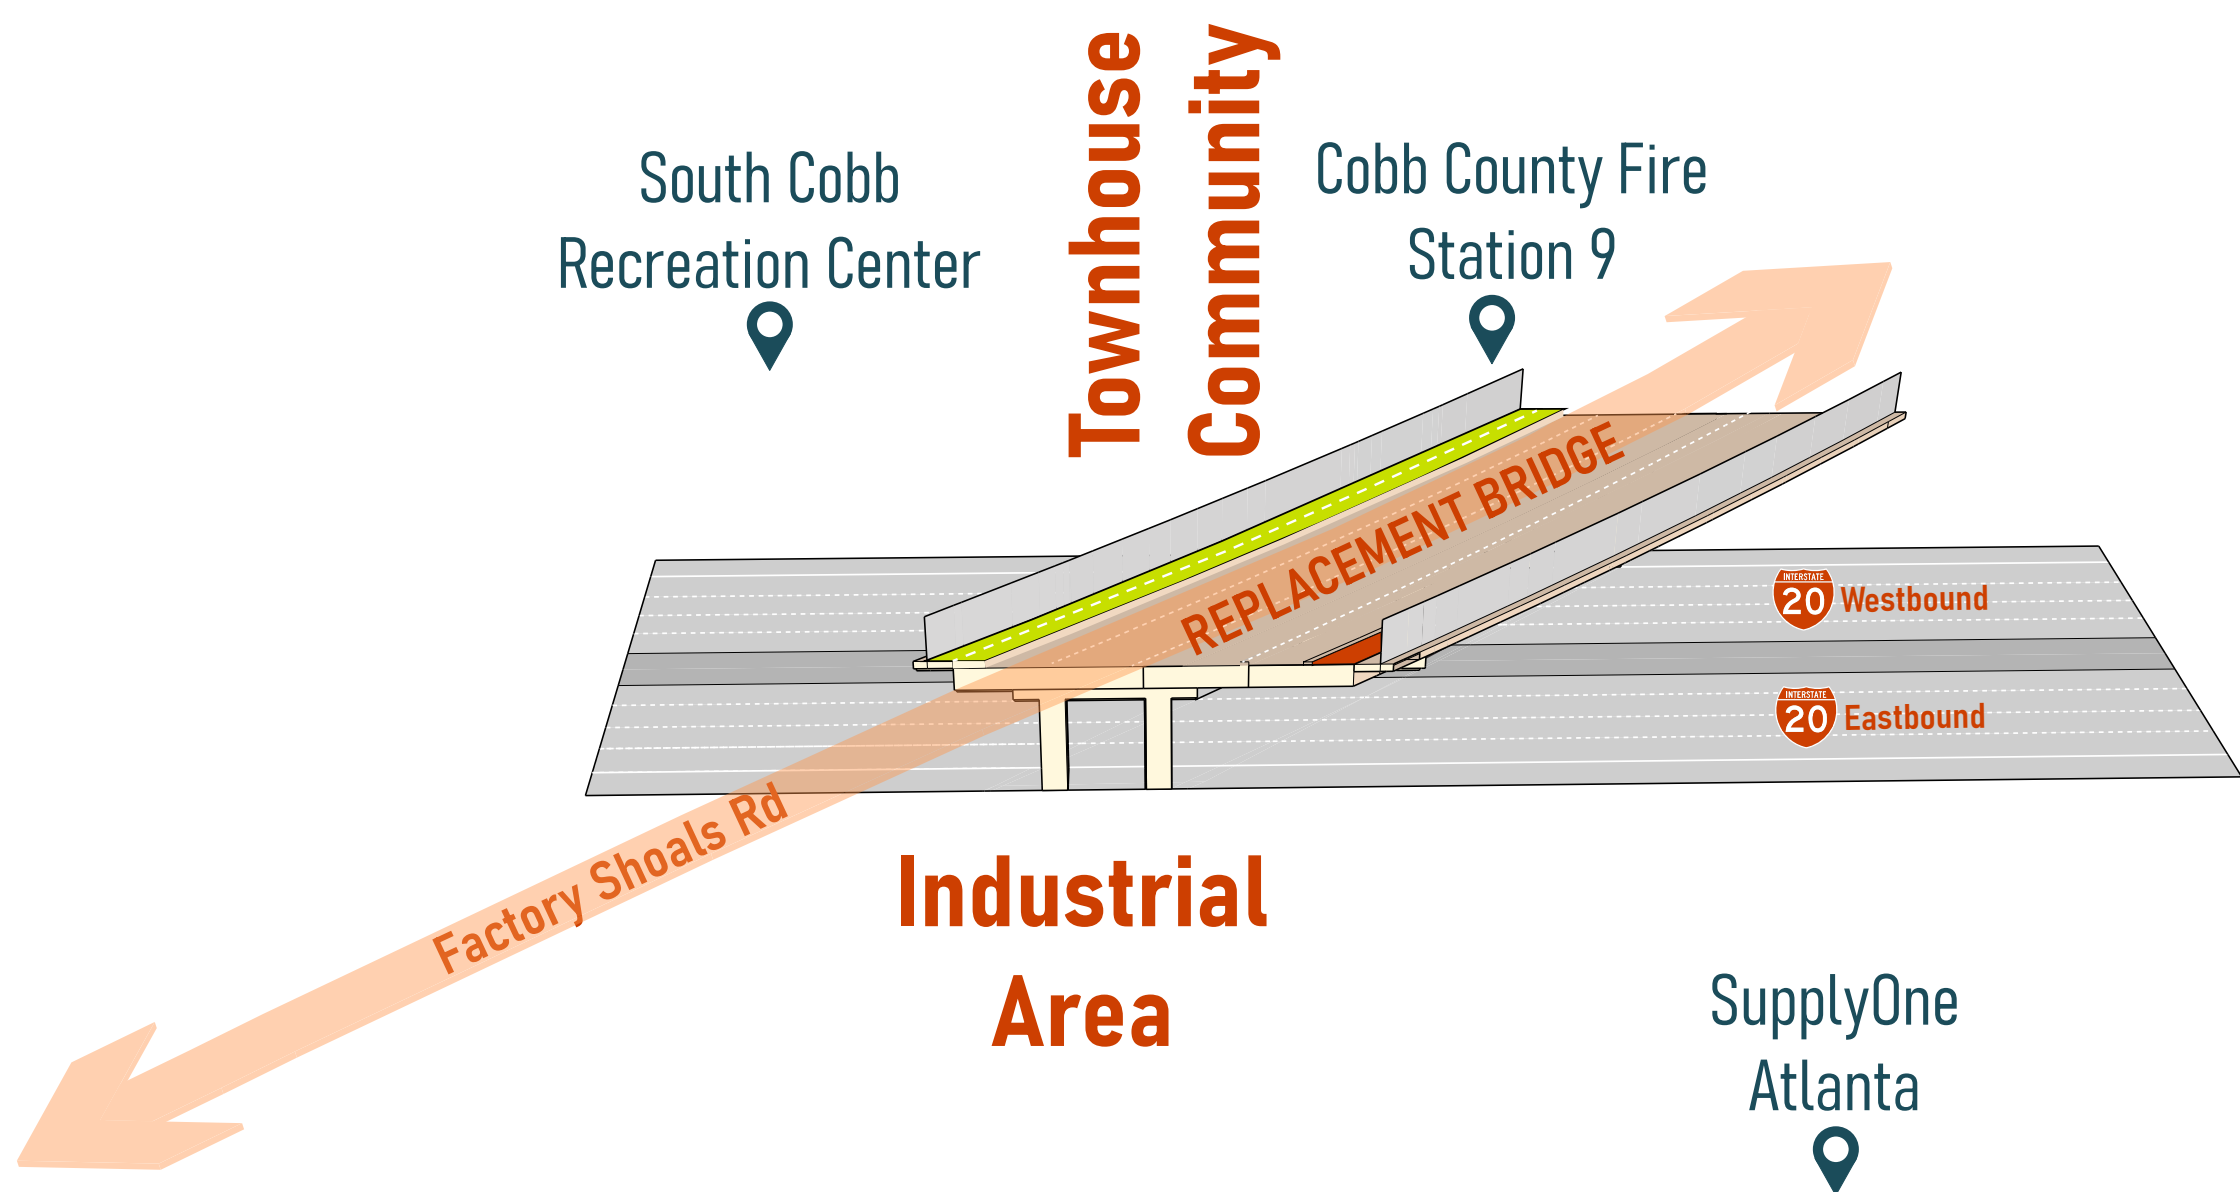 Townhouse
Community
South Cobb
Recreation Center
Cobb County Fire
Station 9
REPLACEMENT BRIDGE
INTERSTATE
20 Westbound
INTERSTATE
20 Eastbound
Factory Shoals Rd
Industrial
Area
SupplyOne
Atlanta